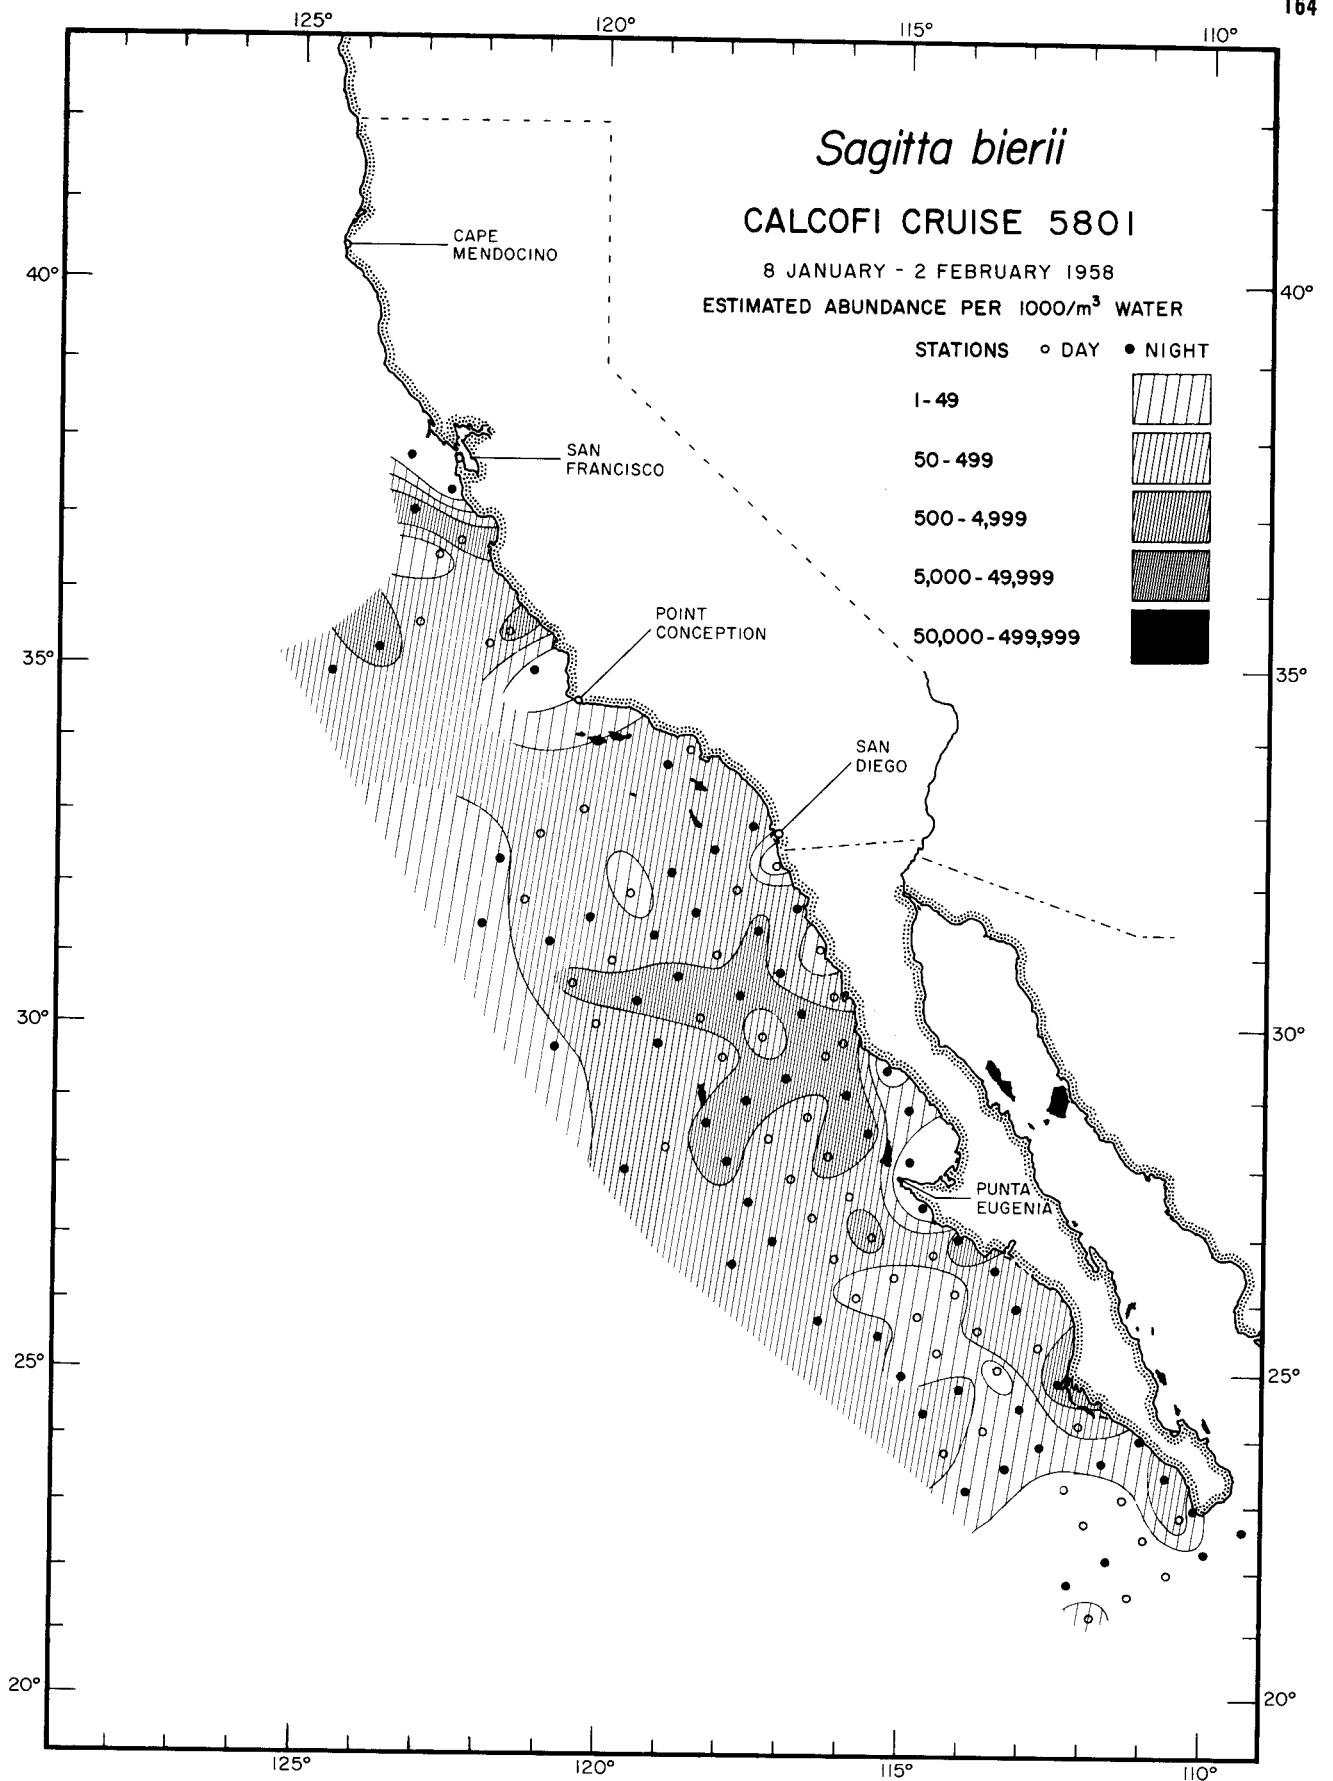 164
125°
120°
115°
110°
Sagitta bierii
CALCOFI CRUISE 5801
8 JANUARY - 2 FEBRUARY 1958
ESTIMATED ABUNDANCE PER 1000/m³ WATER
STATIONS ○ DAY ● NIGHT
1-49
50-499
500-4,999
5,000-49,999
50,000-499,999
CAPE
MENDOCINO
40°
40°
SAN
FRANCISCO
POINT
CONCEPTION
35°
35°
SAN
DIEGO
30°
30°
PUNTA
EUGENIA
25°
25°
20°
20°
125°
120°
115°
110°